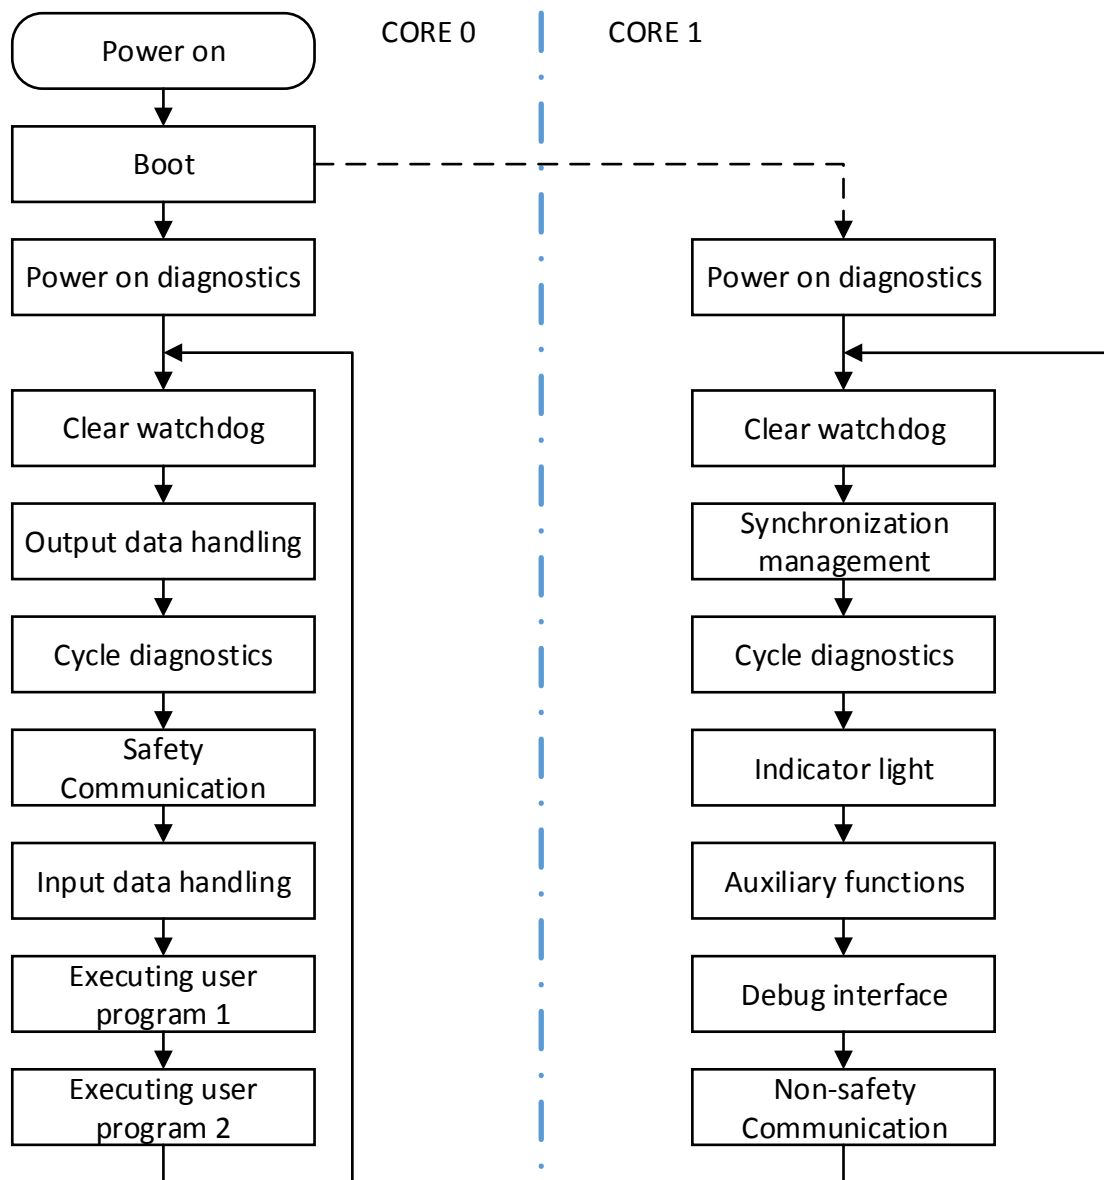 CORE 0
CORE 1
Power on
Boot
Power on diagnostics
Clear watchdog
Output data handling
Cycle diagnostics
Safety
Communication
Input data handling
Executing user
program 1
Executing user
program 2
Power on diagnostics
Clear watchdog
Synchronization
management
Cycle diagnostics
Indicator light
Auxiliary functions
Debug interface
Non-safety
Communication